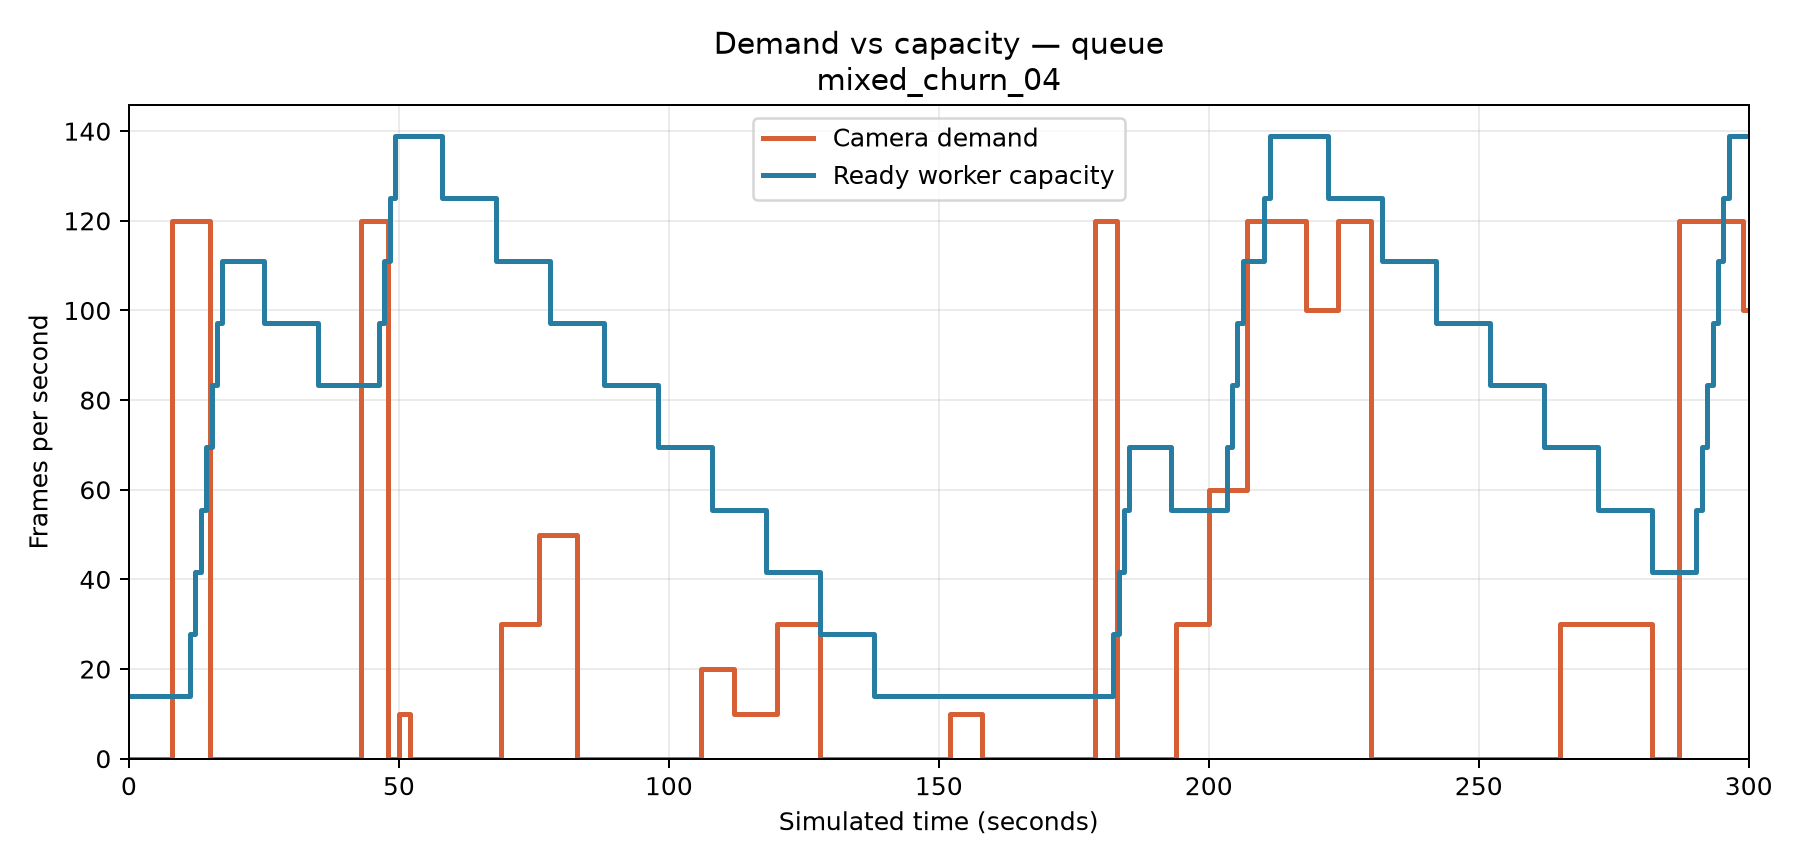 Demand vs capacity — queue
mixed_churn_04
Camera demand
Ready worker capacity
Frames per second
140
120
100
80
60
40
20
0
0 50 100 150 200 250 300
Simulated time (seconds)